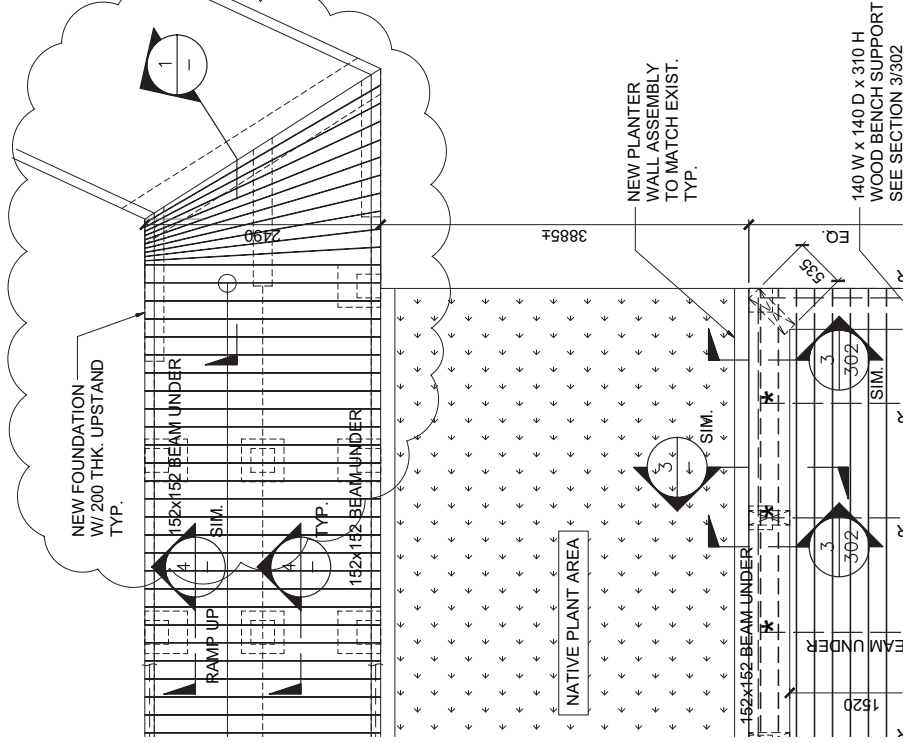 1
–
NEW FOUNDATION
W/ 200 THK. UPSTAND
TYP.
2490
152x152 BEAM UNDER
SIM.
4
–
TYP.
4
–
152x152 BEAM UNDER
RAMP UP
NEW PLANTER
WALL ASSEMBLY
TO MATCH EXIST.
TYP.
3885±
EQ.
535
140 W x 140 D x 310 H
WOOD BENCH SUPPORT
SEE SECTION 3/302
NATIVE PLANT AREA
3
–
SIM.
3
302
SIM.
3
302
152x152 BEAM UNDER
EAM UNDER
1520